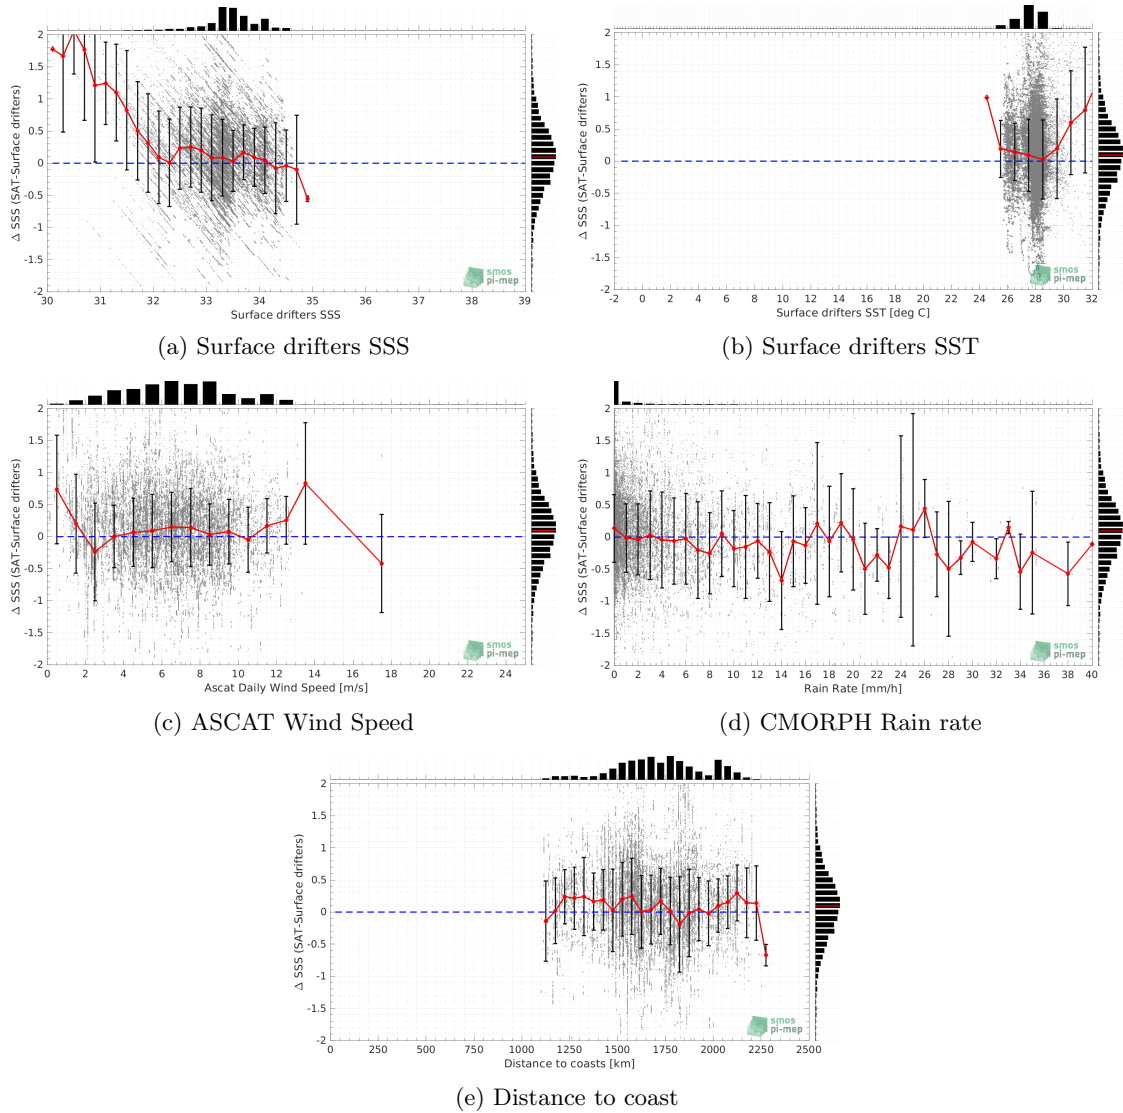 2
1.5
1
0.5
0
-0.5
-1
-1.5
-2
Δ SSS (SAT-Surface drifters)
30 31 32 33 34 35 36 37 38 39
Surface drifters SSS
smos
pi-mep
(a) Surface drifters SSS
2
1.5
1
0.5
0
-0.5
-1
-1.5
-2
Δ SSS (SAT-Surface drifters)
-2 0 2 4 6 8 10 12 14 16 18 20 22 24 26 28 30 32
Surface drifters SST [deg C]
smos
pi-mep
(b) Surface drifters SST
2
1.5
1
0.5
0
-0.5
-1
-1.5
-2
Δ SSS (SAT-Surface drifters)
0 2 4 6 8 10 12 14 16 18 20 22 24
Ascat Daily Wind Speed [m/s]
smos
pi-mep
(c) ASCAT Wind Speed
2
1.5
1
0.5
0
-0.5
-1
-1.5
-2
Δ SSS (SAT-Surface drifters)
0 2 4 6 8 10 12 14 16 18 20 22 24 26 28 30 32 34 36 38 40
Rain Rate [mm/h]
smos
pi-mep
(d) CMORPH Rain rate
2
1.5
1
0.5
0
-0.5
-1
-1.5
-2
Δ SSS (SAT-Surface drifters)
0 250 500 750 1000 1250 1500 1750 2000 2250 2500
Distance to coasts [km]
smos
pi-mep
(e) Distance to coast